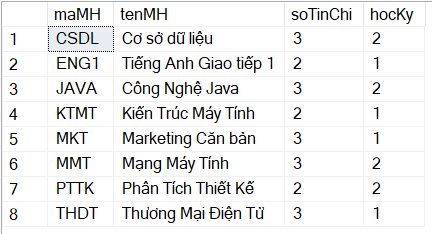 maMH tenMH soTinChi hocKy
1 CSDL Cơ sở dữ liệu 3 2
2 ENG1 Tiếng Anh Giao tiếp 1 2 1
3 JAVA Công Nghệ Java 3 2
4 KTMT Kiến Trúc Máy Tính 2 1
5 MKT Marketing Căn bản 3 1
6 MMT Mạng Máy Tính 3 2
7 PTTK Phân Tích Thiết Kế 2 2
8 THDT Thương Mại Điện Tử 3 1